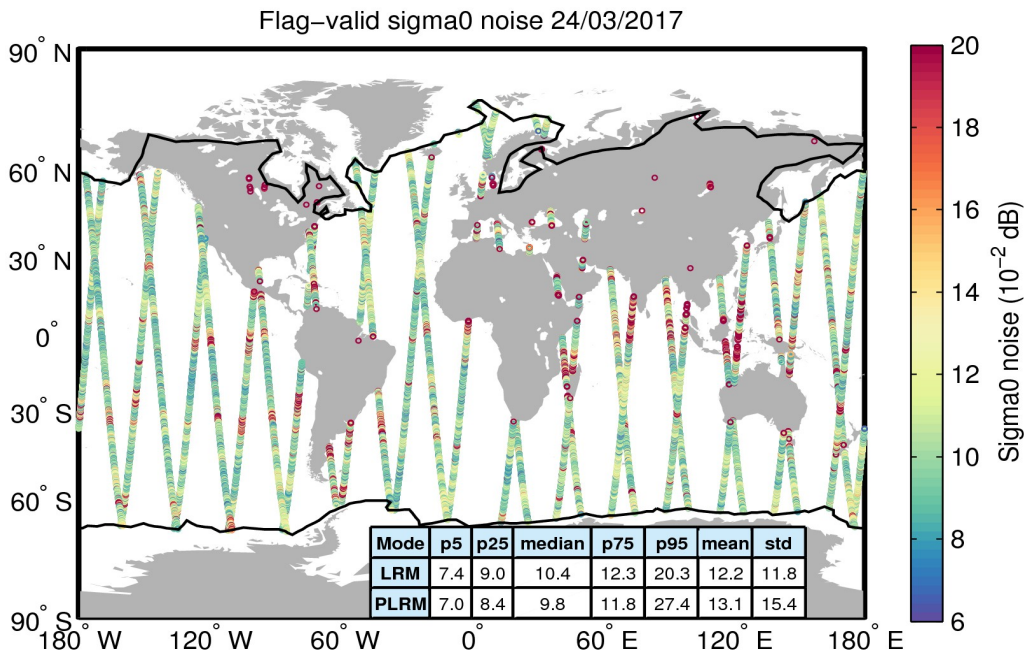 Flag−valid sigma0 noise 24/03/2017
90° N
60° N
30° N
0°
30° S
60° S
90° S
180° W 120° W 60° W 0° 60° E 120° E 180° E
Mode p5 p25 median p75 p95 mean std
LRM 7.4 9.0 10.4 12.3 20.3 12.2 11.8
PLRM 7.0 8.4 9.8 11.8 27.4 13.1 15.4
20
18
16
14
12
10
8
6
Sigma0 noise (10⁻² dB)